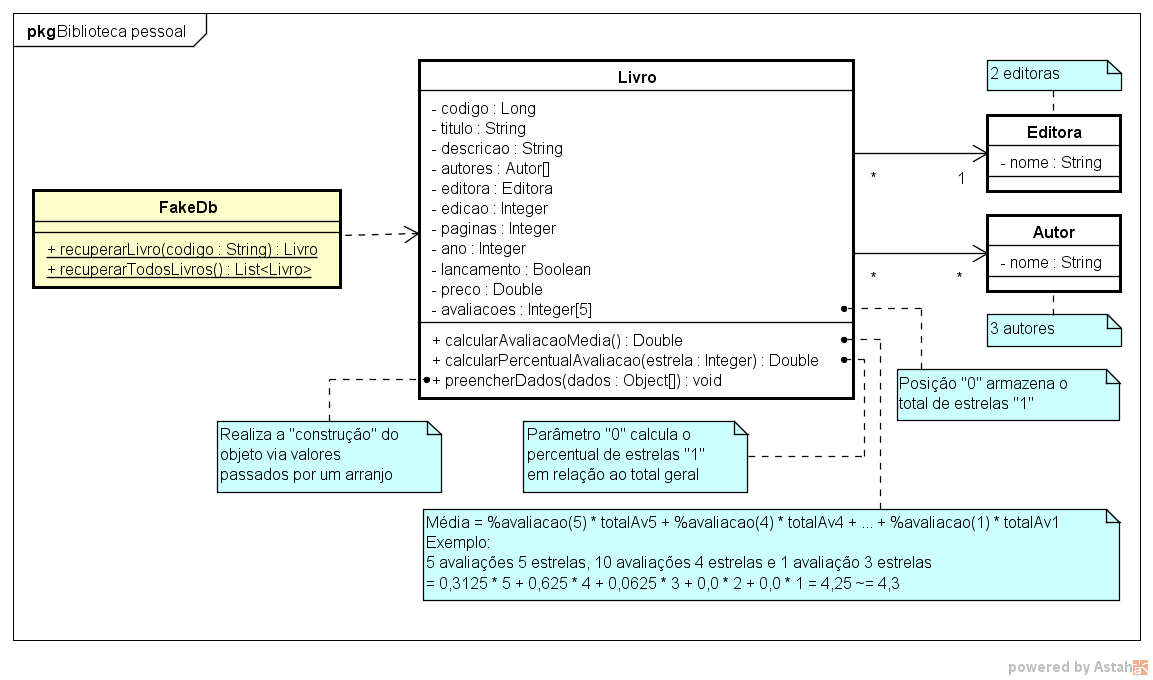 pkgBiblioteca pessoal
Livro
- codigo : Long
- titulo : String
- descricao : String
- autores : Autor[]
- editora : Editora
- edicao : Integer
- paginas : Integer
- ano : Integer
- lancamento : Boolean
- preco : Double
- avaliacoes : Integer[5]
+ calcularAvaliacaoMedia() : Double
+ calcularPercentualAvaliacao(estrela : Integer) : Double
+ preencherDados(dados : Object[]) : void
2 editoras
Editora
- nome : String
* 1
Autor
- nome : String
* *
3 autores
FakeDb
+ recuperarLivro(codigo : String) : Livro
+ recuperarTodosLivros() : List<Livro>
Posição "0" armazena o
total de estrelas "1"
Realiza a "construção" do
objeto via valores
passados por um arranjo
Parâmetro "0" calcula o
percentual de estrelas "1"
em relação ao total geral
Média = %avaliacao(5) * totalAv5 + %avaliacao(4) * totalAv4 + ... + %avaliacao(1) * totalAv1
Exemplo:
5 avaliações 5 estrelas, 10 avaliações 4 estrelas e 1 avaliação 3 estrelas
= 0,3125 * 5 + 0,625 * 4 + 0,0625 * 3 + 0,0 * 2 + 0,0 * 1 = 4,25 ~= 4,3
powered by Astah